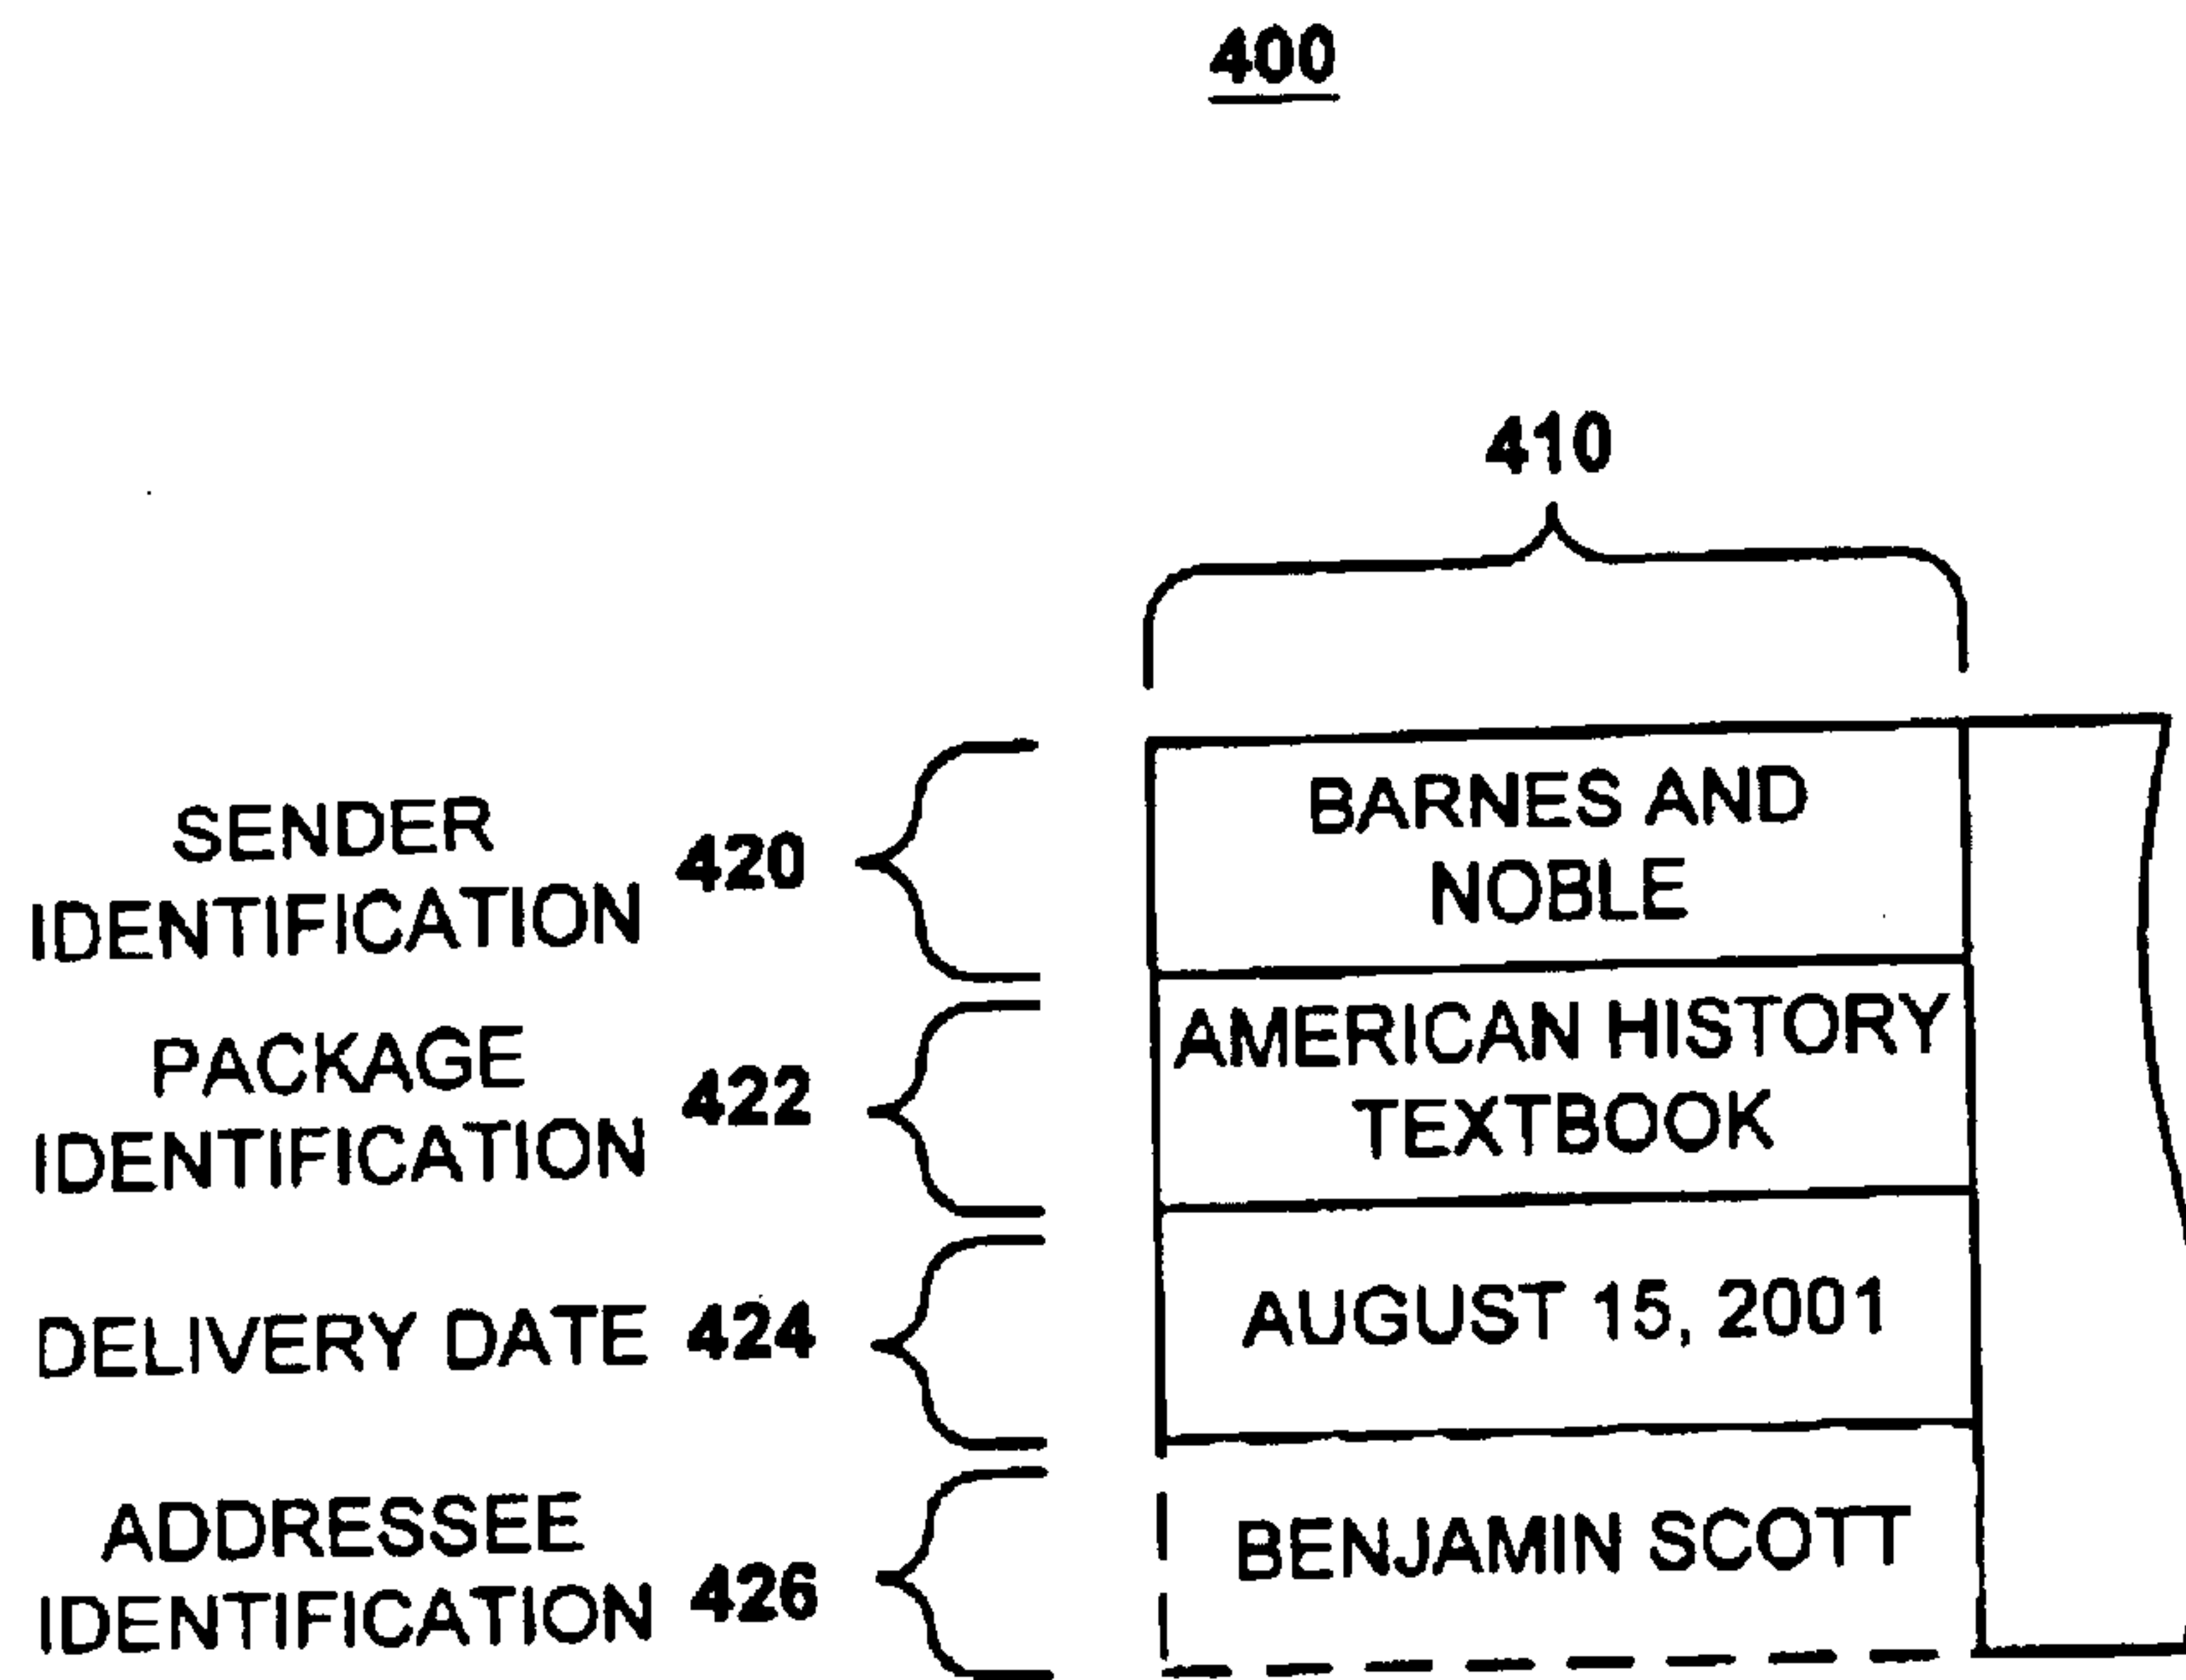 400
410
SENDER
IDENTIFICATION 420
BARNES AND
NOBLE
PACKAGE
IDENTIFICATION 422
AMERICAN HISTORY
TEXTBOOK
DELIVERY DATE 424
AUGUST 15, 2001
ADDRESSEE
IDENTIFICATION 426
BENJAMIN SCOTT